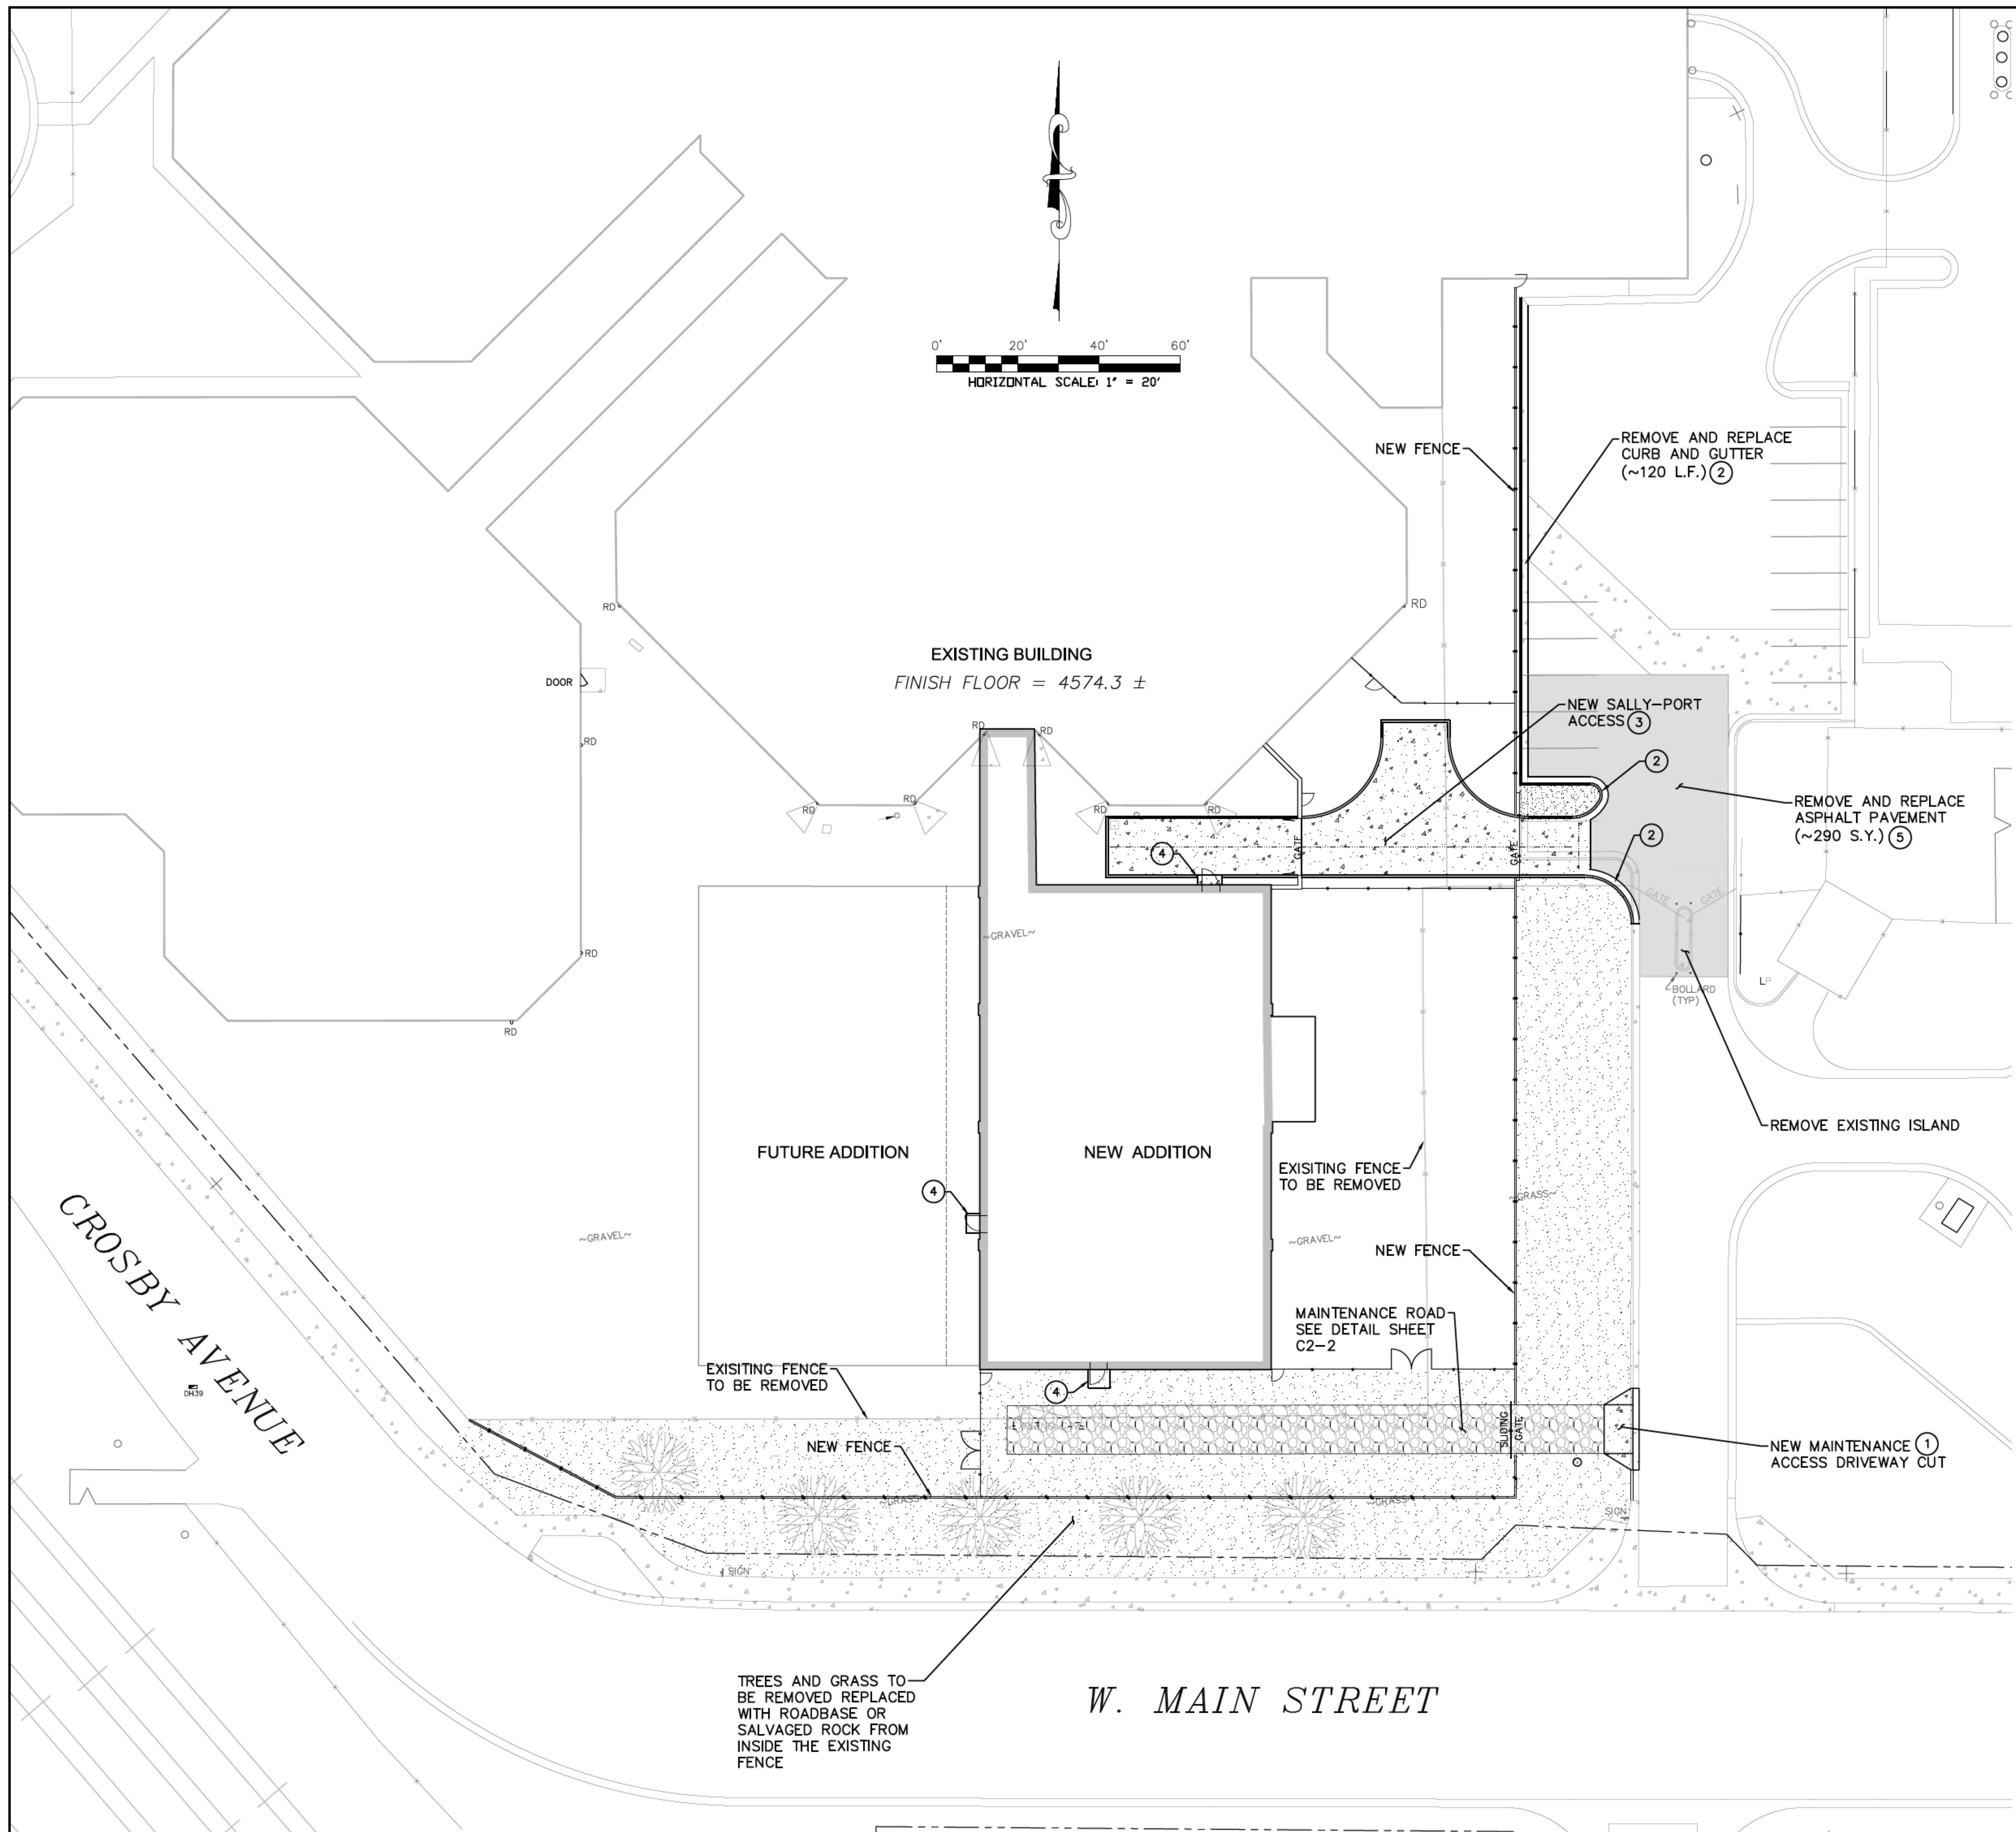 0' 20' 40' 60'
HORIZONTAL SCALE: 1" = 20'
NEW FENCE
REMOVE AND REPLACE
CURB AND GUTTER
(~120 L.F.) 2
RD
RD
EXISTING BUILDING
FINISH FLOOR = 4574.3 ±
DOOR
NEW SALLY-PORT
ACCESS 3
RD
RD
RD
2
REMOVE AND REPLACE
ASPHALT PAVEMENT
(~290 S.Y.) 5
RD
RD
RD
RD
2
4
GATE
GATE
GATE
GATE
~GRAVEL~
RD
LP
BOLLARD
(TYP)
RD
REMOVE EXISTING ISLAND
FUTURE ADDITION
NEW ADDITION
EXISITING FENCE
TO BE REMOVED
4
~GRASS~
~GRAVEL~
~GRAVEL~
NEW FENCE
CROSBY AVENUE
MAINTENANCE ROAD
SEE DETAIL SHEET
C2-2
EXISITING FENCE
TO BE REMOVED
DH39
4
SLIDING
GATE
NEW FENCE
NEW MAINTENANCE 1
ACCESS DRIVEWAY CUT
~GRASS~
~GRASS~
SIGN
SIGN
TREES AND GRASS TO
BE REMOVED REPLACED
WITH ROADBASE OR
SALVAGED ROCK FROM
INSIDE THE EXISTING
FENCE
W. MAIN STREET